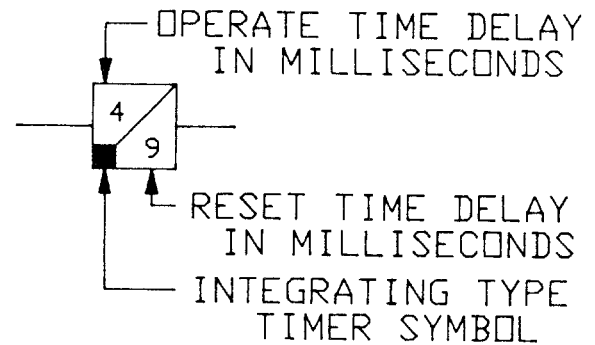 OPERATE TIME DELAY
IN MILLISECONDS
4
9
RESET TIME DELAY
IN MILLISECONDS
INTEGRATING TYPE
TIMER SYMBOL